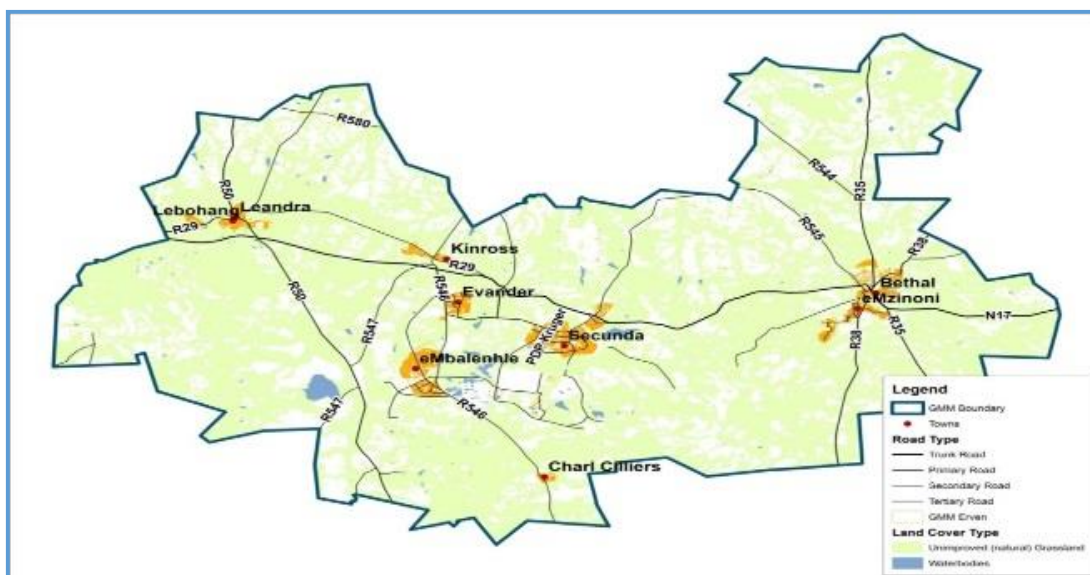 R580
R544
R35
R50
Lebohang
Leandra
R29
R545
R38
Kinross
R29
Bethal
eMzinoni
R50
R546
Evander
N17
R547
PDP Kruger
Secunda
R35
R38
eMbalenhle
R547
R546
Charl Cilliers
Legend
GMM Boundary
Towns
Road Type
Trunk Road
Primary Road
Secondary Road
Tertiary Road
GMM Erven
Land Cover Type
Unimproved (natural) Grassland
Waterbodies